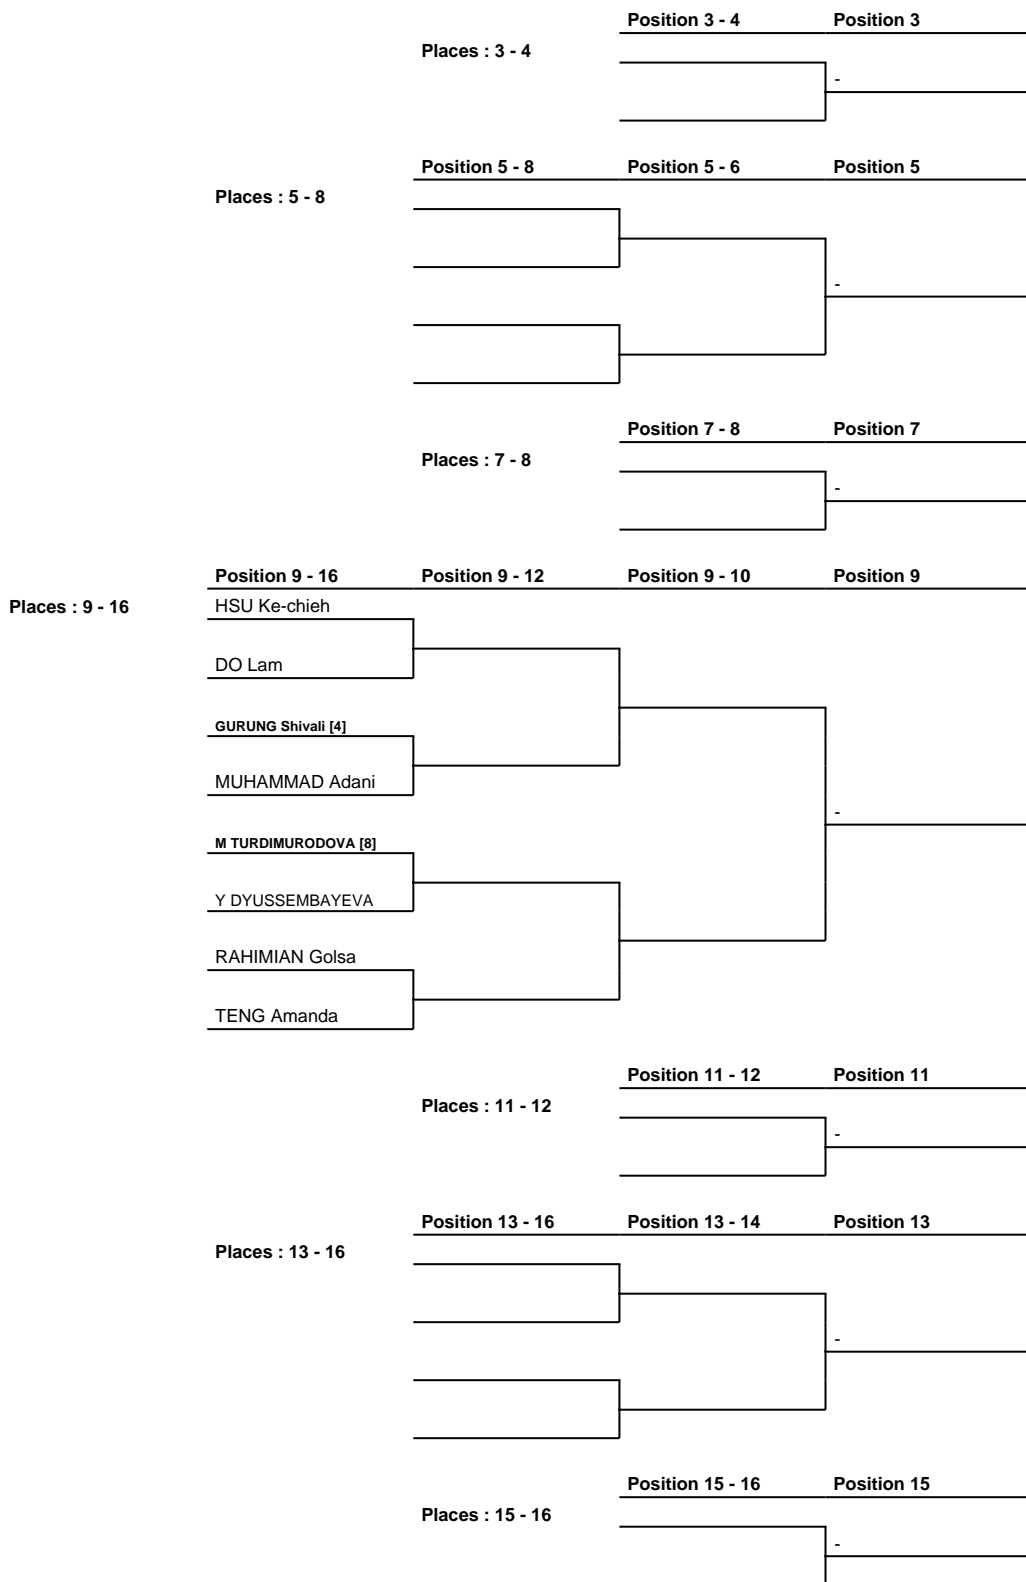 Position 3 - 4 Position 3
Places : 3 - 4
-
Position 5 - 8 Position 5 - 6 Position 5
Places : 5 - 8
-
Position 7 - 8 Position 7
Places : 7 - 8
-
Position 9 - 16 Position 9 - 12 Position 9 - 10 Position 9
Places : 9 - 16 HSU Ke-chieh
DO Lam
GURUNG Shivali [4]
MUHAMMAD Adani
-
M TURDIMURODOVA [8]
Y DYUSSEMBAYEVA
RAHIMIAN Golsa
TENG Amanda
Position 11 - 12 Position 11
Places : 11 - 12
-
Position 13 - 16 Position 13 - 14 Position 13
Places : 13 - 16
-
Position 15 - 16 Position 15
Places : 15 - 16
-